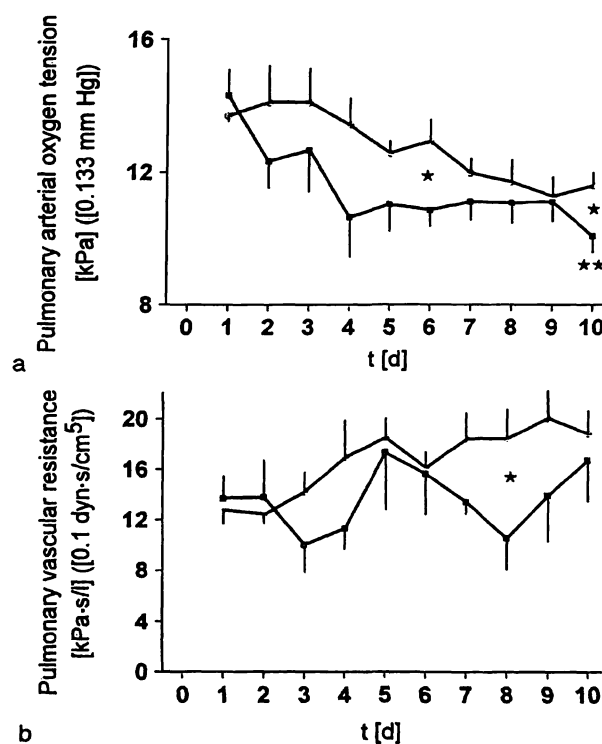 a
Pulmonary arterial oxygen tension
[kPa] ([0.133 mm Hg])
16
12
8
★
★
★★
0 1 2 3 4 5 6 7 8 9 10
t [d]
b
Pulmonary vascular resistance
[kPa·s/l] ([0.1 dyn·s/cm⁵])
20
16
12
8
4
0
★
0 1 2 3 4 5 6 7 8 9 10
t [d]